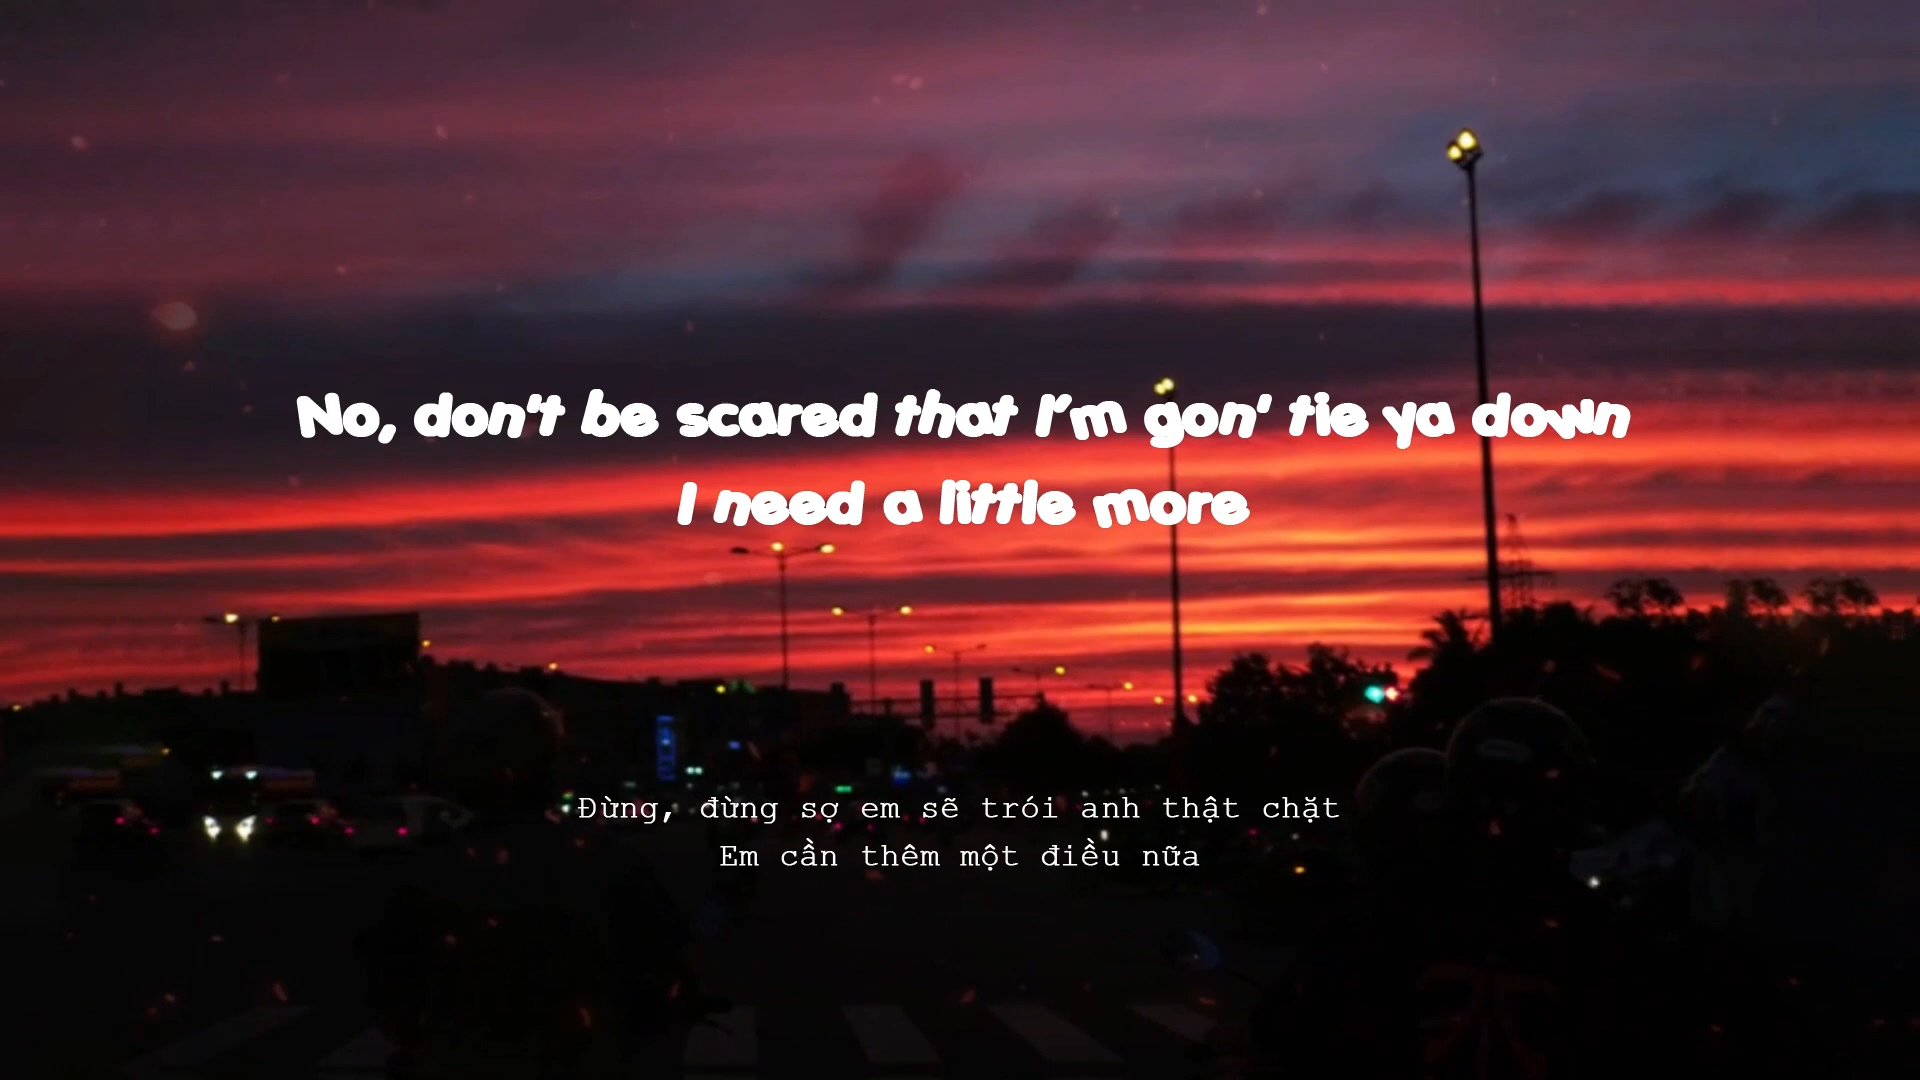 No, don't be scared that I'm gon' tie ya down
I need a little more
Đừng, đừng sợ em sẽ trói anh thật chặt
Em cần thêm một điều nữa